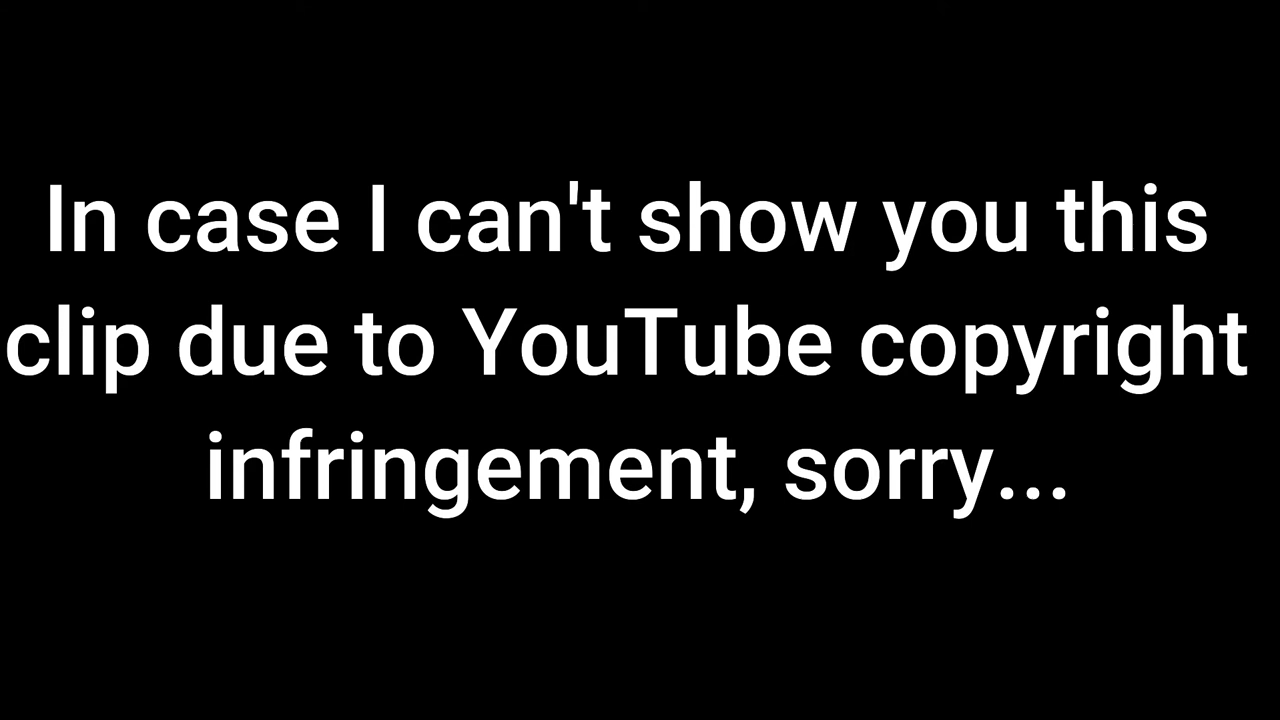 In case I can't show you this
clip due to YouTube copyright
infringement, sorry...